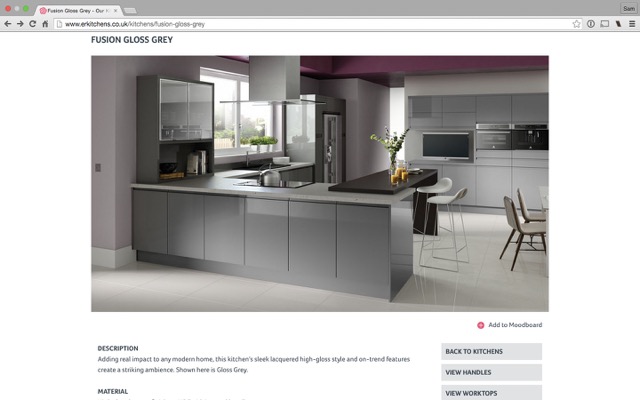 Fusion Gloss Grey - Our H
Sam
www.erkitchens.co.uk/kitchens/fusion-gloss-grey
FUSION GLOSS GREY
Add to Moodboard
DESCRIPTION
Adding real impact to any modern home, this kitchen's sleek lacquered high-gloss style and on-trend features
create a striking ambience. Shown here is Gloss Grey.
BACK TO KITCHENS
VIEW HANDLES
MATERIAL
VIEW WORKTOPS